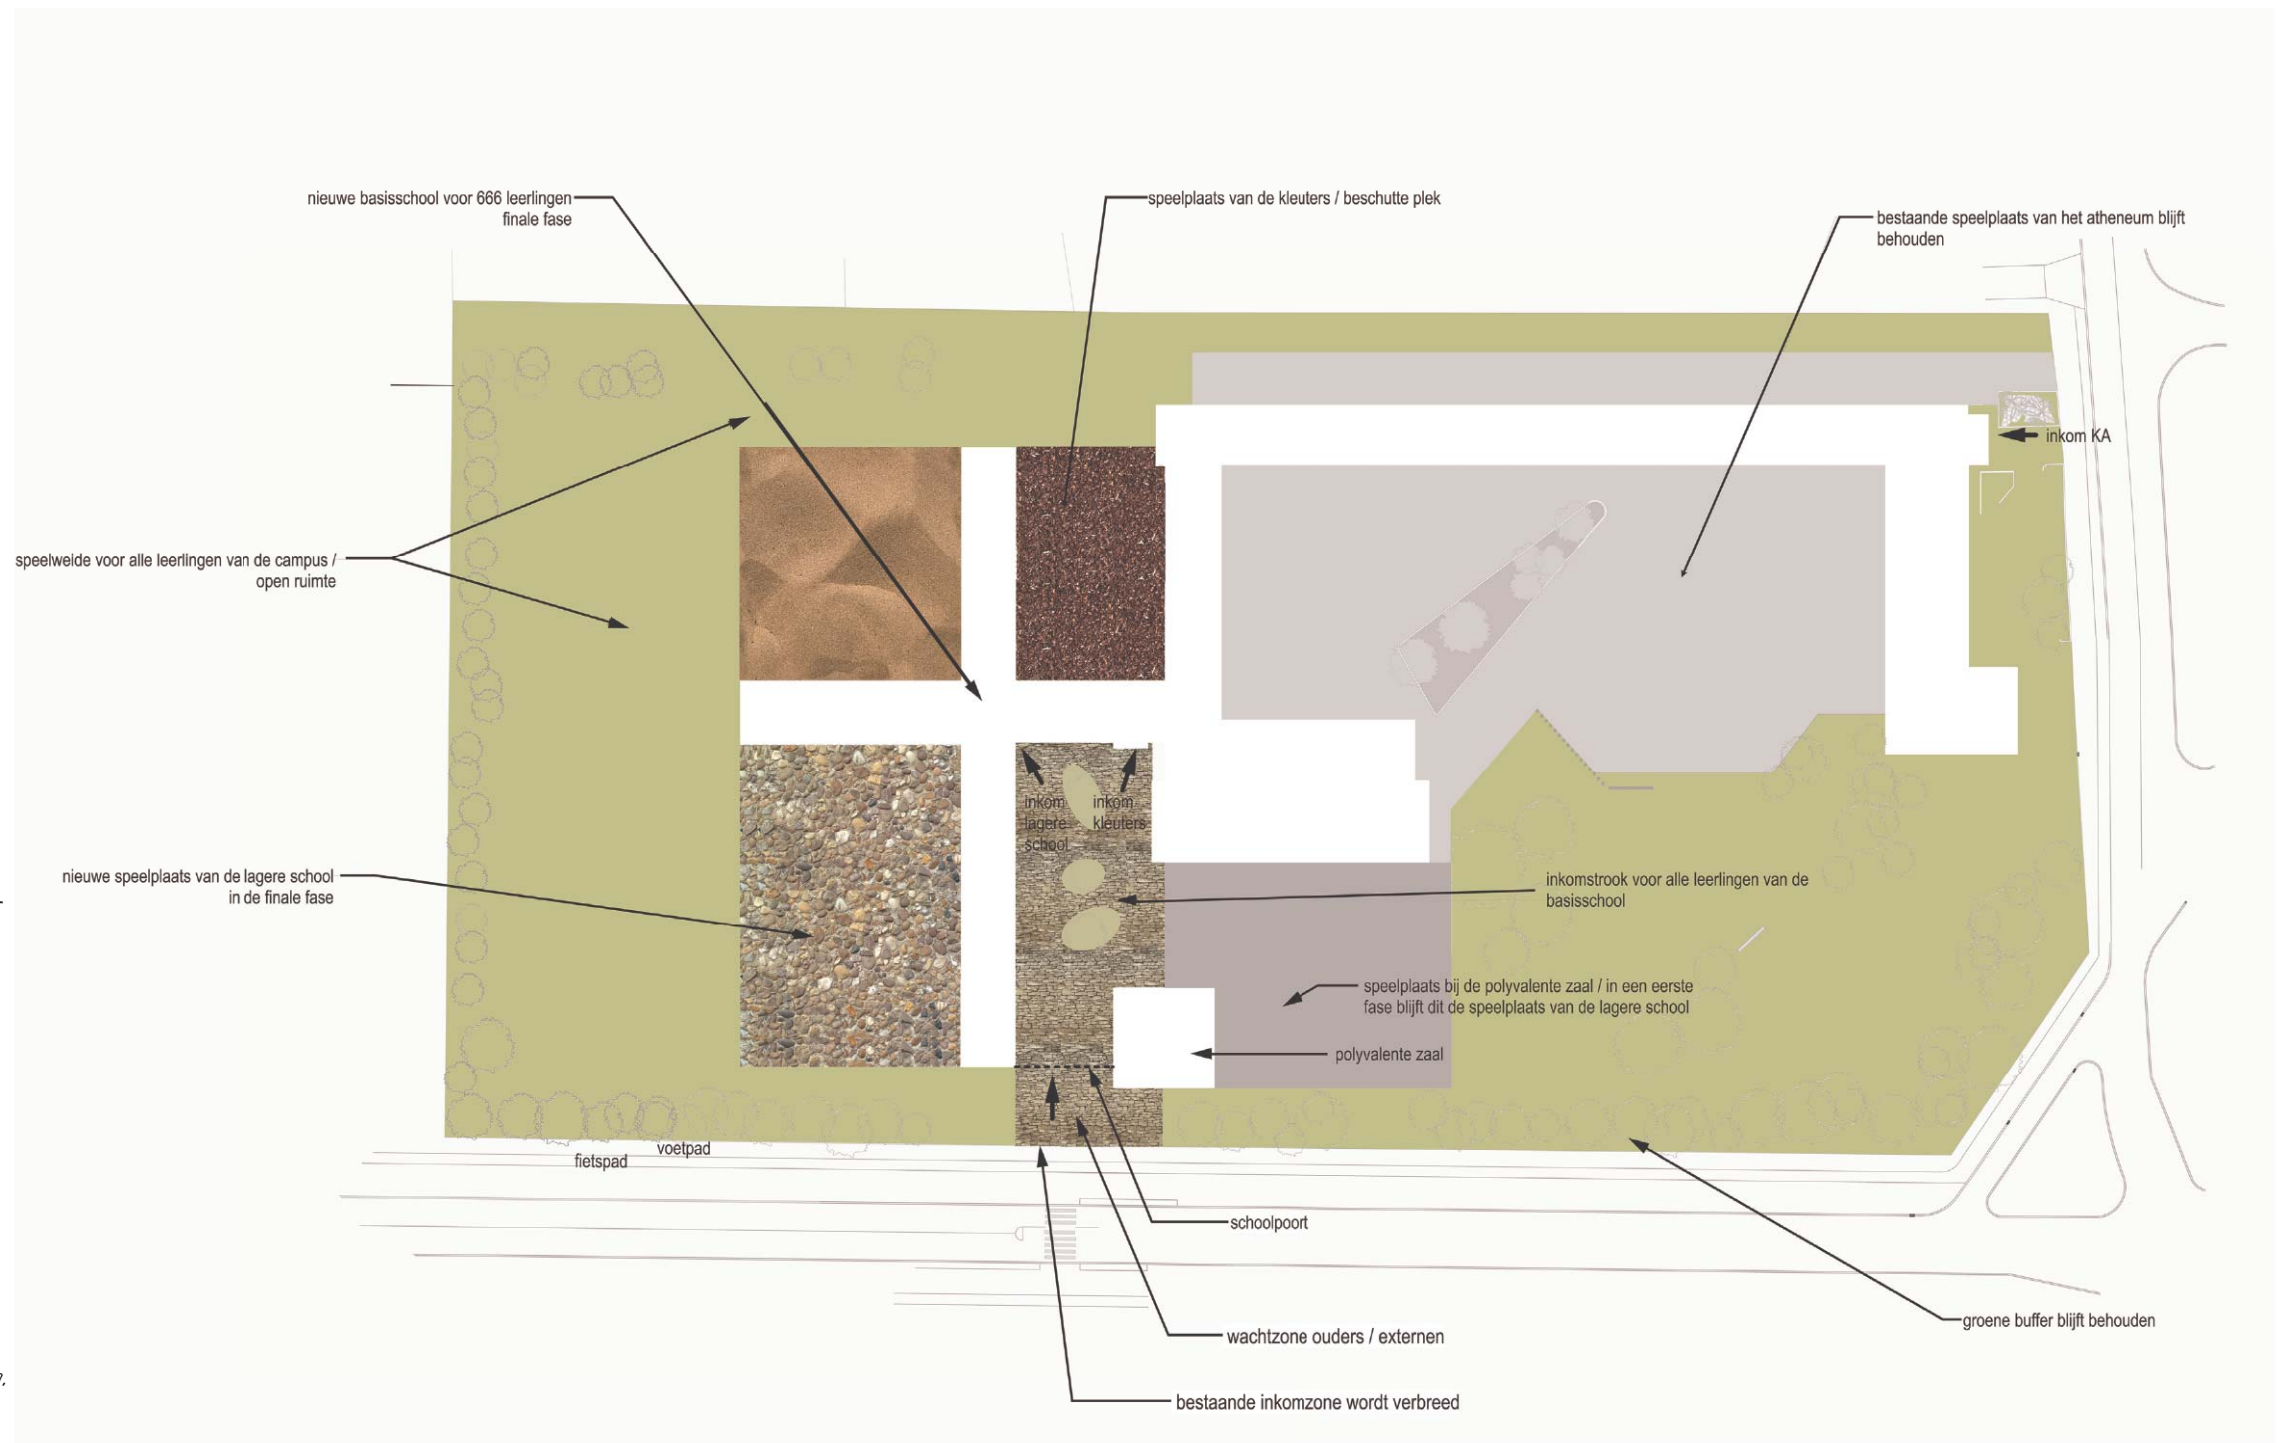 nieuwe basisschool voor 666 leerlingen
finale fase
speelplaats van de kleuters / beschutte plek
bestaande speelplaats van het atheneum blijft
behouden
inkom KA
speelweide voor alle leerlingen van de campus /
open ruimte
inkom
lagere
school
inkom
kleuters
nieuwe speelplaats van de lagere school
in de finale fase
inkomstrook voor alle leerlingen van de
basisschool
speelplaats bij de polyvalente zaal / in een eerste
fase blijft dit de speelplaats van de lagere school
polyvalente zaal
voetpad
fietspad
schoolpoort
groene buffer blijft behouden
wachtzone ouders / externen
bestaande inkomzone wordt verbreed